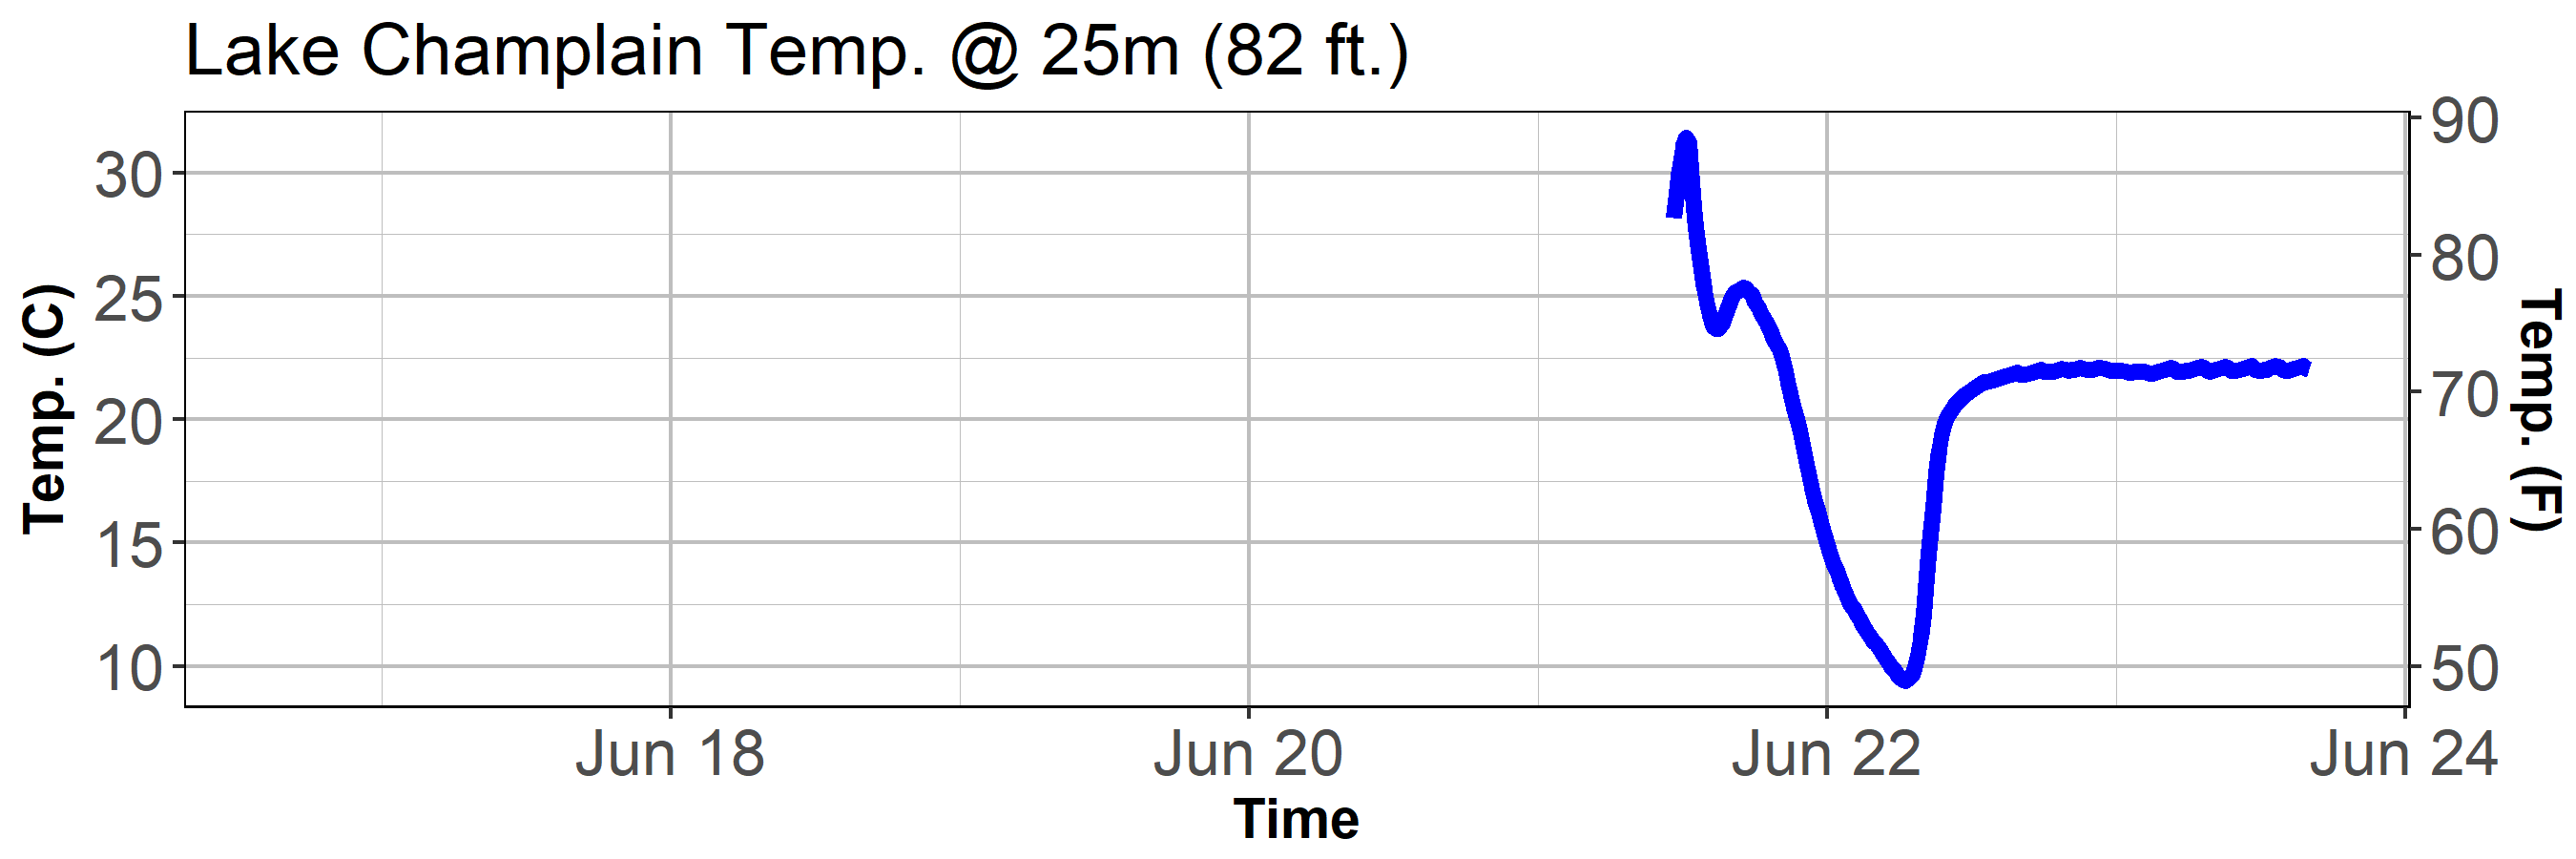 Lake Champlain Temp. @ 25m (82 ft.)
Temp. (C)
30
25
20
15
10
90
80
70
60
50
Temp. (F)
Jun 18
Jun 20
Jun 22
Jun 24
Time